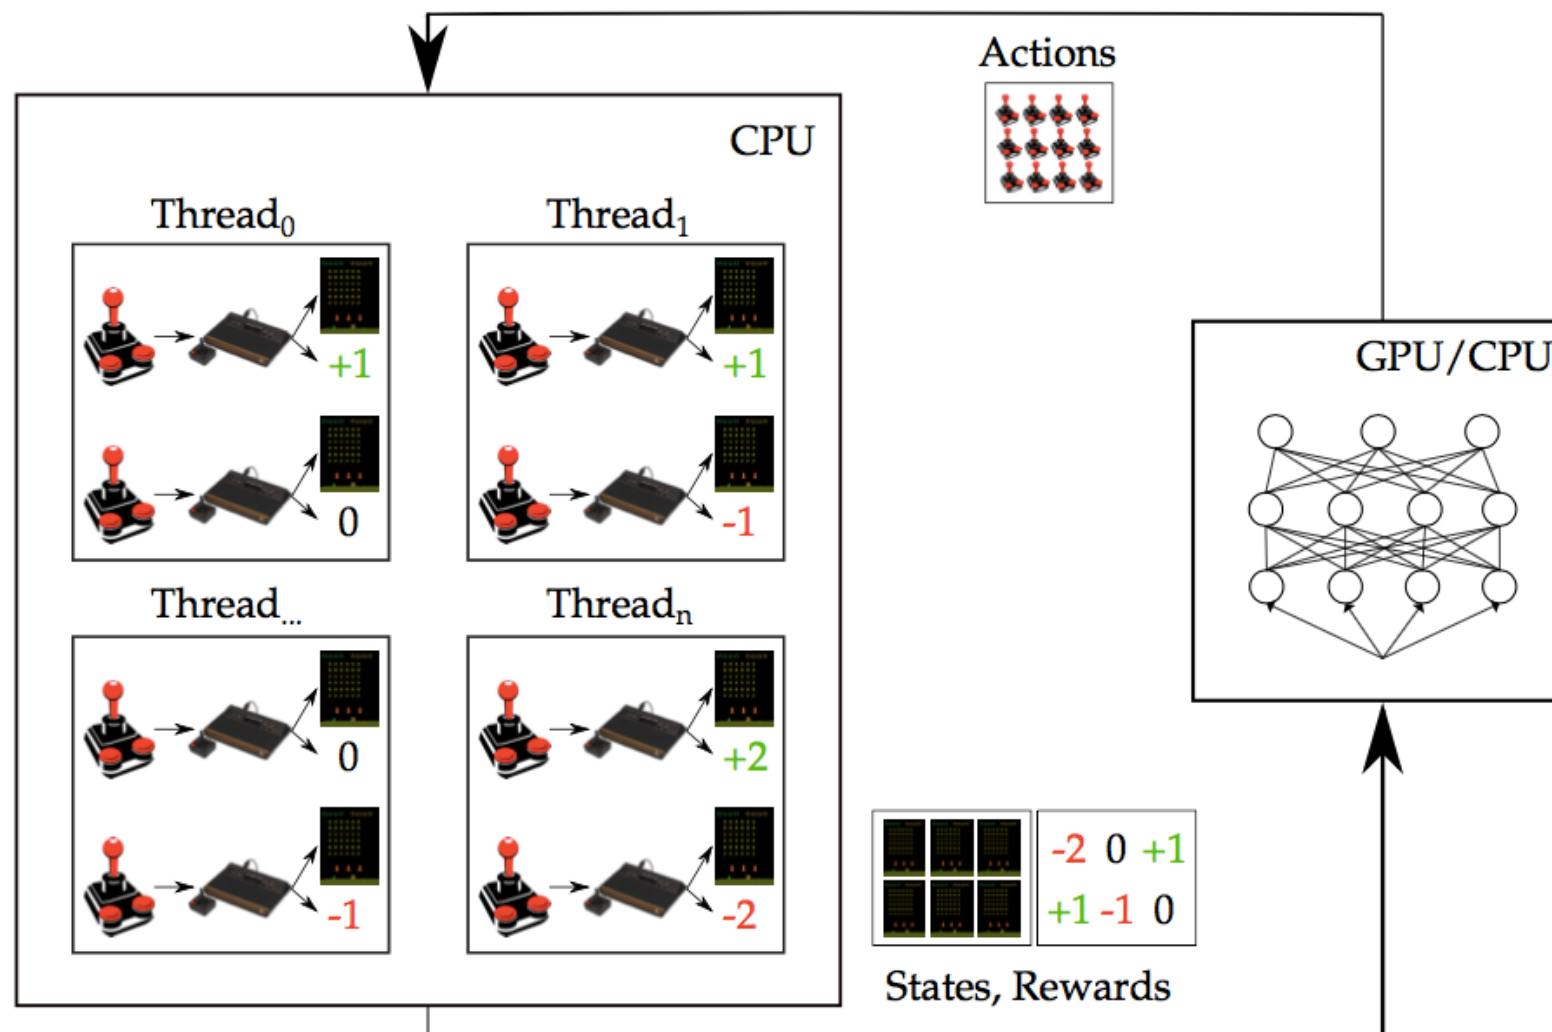 Actions
CPU
Thread0
Thread1
+1
+1
0
-1
Thread...
Threadn
0
+2
-1
-2
GPU/CPU
-2 0 +1
+1 -1 0
States, Rewards